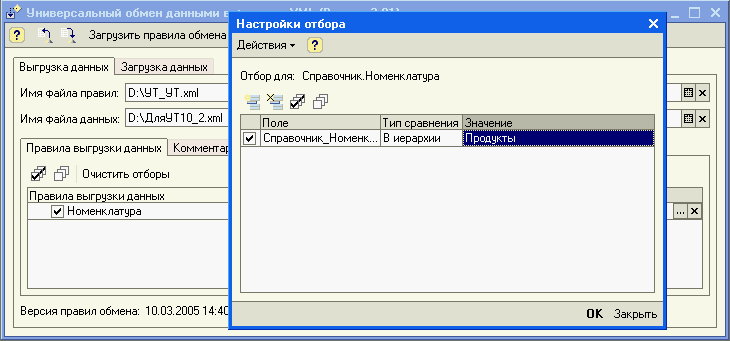 Универсальный обмен данными в
Загрузить правила обмена
Выгрузка данных Загрузка данных
Имя файла правил: D:\УТ_УТ.xml
Имя файла данных: D:\ДляУТ10_2.xml
Правила выгрузки данных Комментар
Очистить отборы
Правила выгрузки данных
Номенклатура
Версия правил обмена: 10.03.2005 14:40
Настройки отбора
Действия
Отбор для: Справочник.Номенклатура
Поле Тип сравнения Значение
Справочник_Номенк... В иерархии Продукты
OK Закрыть